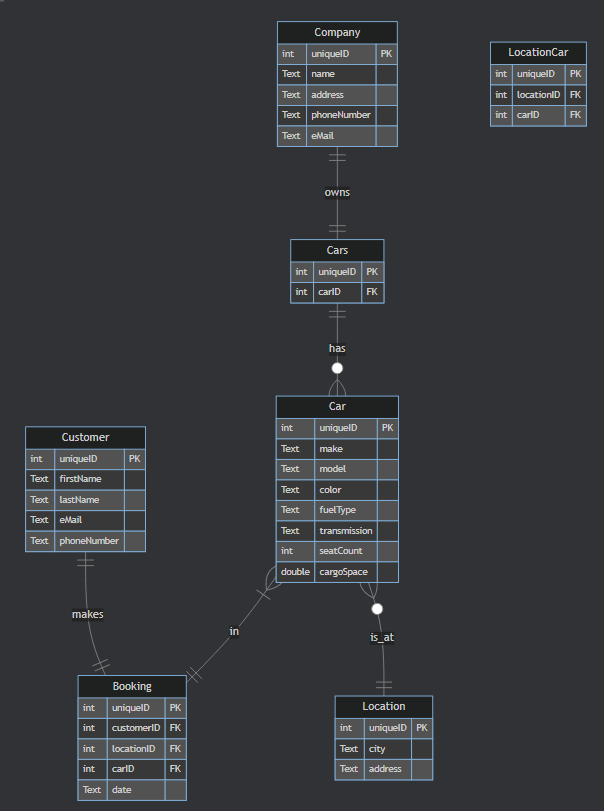 Company
int uniqueID PK
Text name
Text address
Text phoneNumber
Text eMail
LocationCar
int uniqueID PK
int locationID FK
int carID FK
owns
Cars
int uniqueID PK
int carID FK
has
Car
int uniqueID PK
Text make
Text model
Text color
Text fuelType
Text transmission
int seatCount
double cargoSpace
Customer
int uniqueID PK
Text firstName
Text lastName
Text eMail
Text phoneNumber
makes
in
is_at
Booking
int uniqueID PK
int customerID FK
int locationID FK
int carID FK
Text date
Location
int uniqueID PK
Text city
Text address